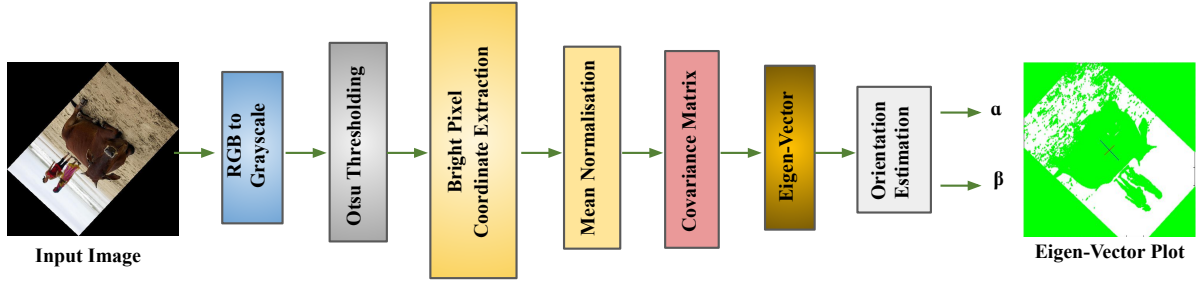 Input Image
RGB to
Grayscale
Otsu Thresholding
Bright Pixel
Coordinate Extraction
Mean Normalisation
Covariance Matrix
Eigen-Vector
Orientation
Estimation
α
β
Eigen-Vector Plot